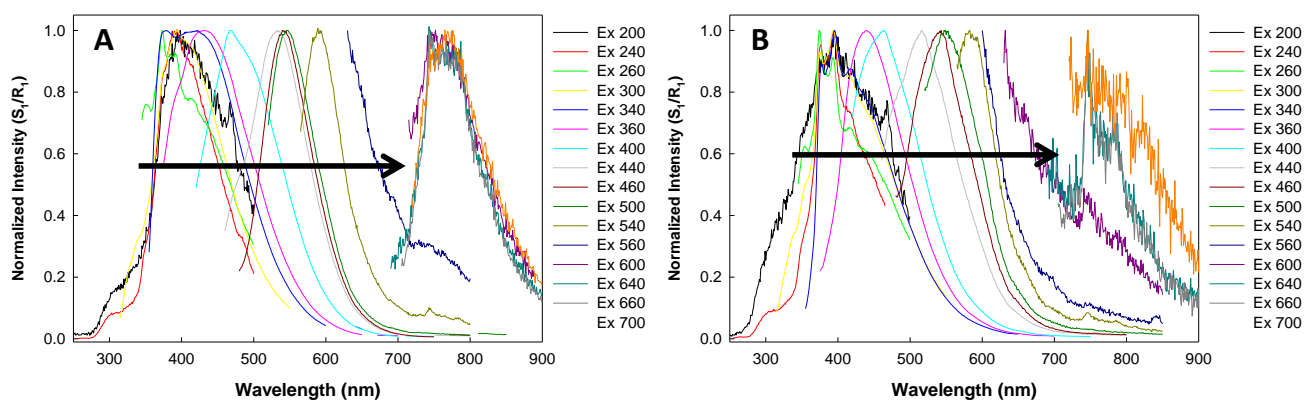 A
Normalized Intensity (S₁/R₁)
1.0
0.8
0.6
0.4
0.2
0.0
300 400 500 600 700 800 900
Wavelength (nm)
Ex 200
Ex 240
Ex 260
Ex 300
Ex 340
Ex 360
Ex 400
Ex 440
Ex 460
Ex 500
Ex 540
Ex 560
Ex 600
Ex 640
Ex 660
Ex 700
B
Normalized Intensity (S₁/R₁)
1.0
0.8
0.6
0.4
0.2
0.0
300 400 500 600 700 800 900
Wavelength (nm)
Ex 200
Ex 240
Ex 260
Ex 300
Ex 340
Ex 360
Ex 400
Ex 440
Ex 460
Ex 500
Ex 540
Ex 560
Ex 600
Ex 640
Ex 660
Ex 700